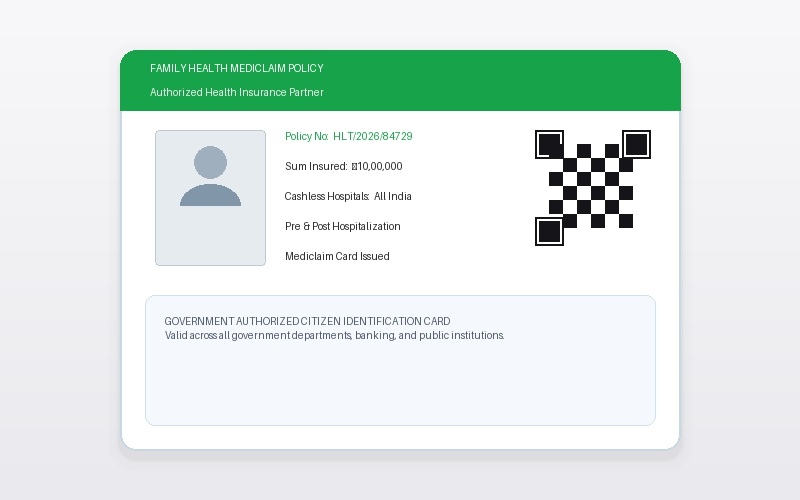 FAMILY HEALTH MEDICLAIM POLICY
Authorized Health Insurance Partner
Policy No: HLT/2026/84729
Sum Insured: 10,00,000
Cashless Hospitals: All India
Pre & Post Hospitalization
Mediclaim Card Issued
GOVERNMENT AUTHORIZED CITIZEN IDENTIFICATION CARD
Valid across all government departments, banking, and public institutions.